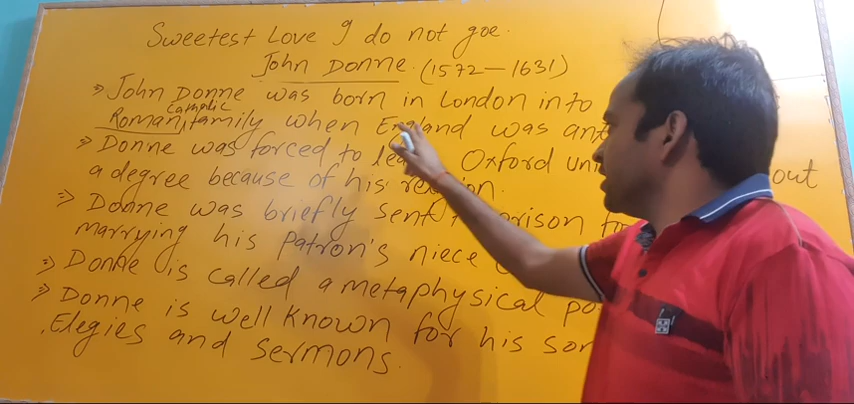 Sweetest Love I do not goe.
John Donne. (1572-1631)
» John Donne was born in London into
Catholic
Roman, family when England was ant
» Donne was forced to lea Oxford uni out
a degree because of his religion.
» Donne was briefly sent prison fo
marrying his patron's niece
» Donne is called a metaphysical po
» Donne is well known for his son
Elegies and sermons.